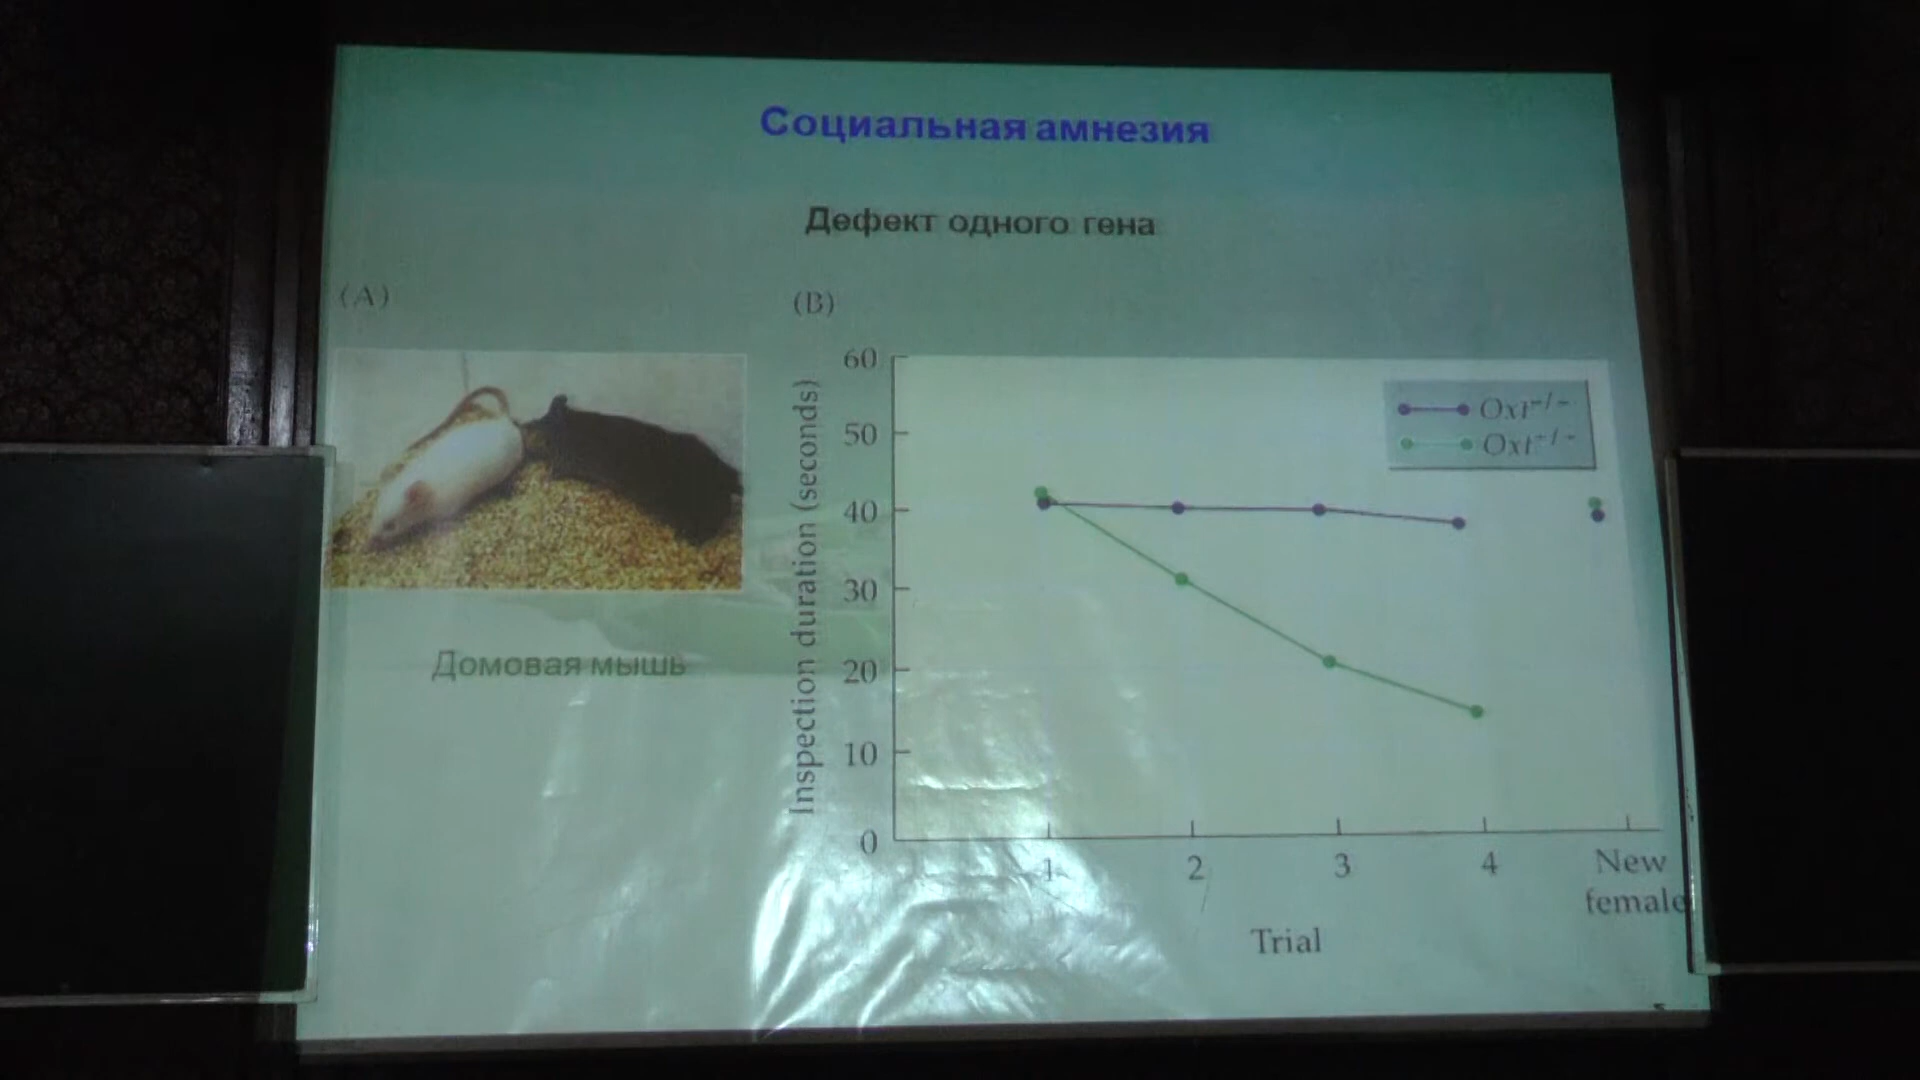 Социальная амнезия
Дефект одного гена
(A)
(B)
Домовая мышь
Inspection duration (seconds)
60
50
40
30
20
10
0
1
2
3
4
New
female
Trial